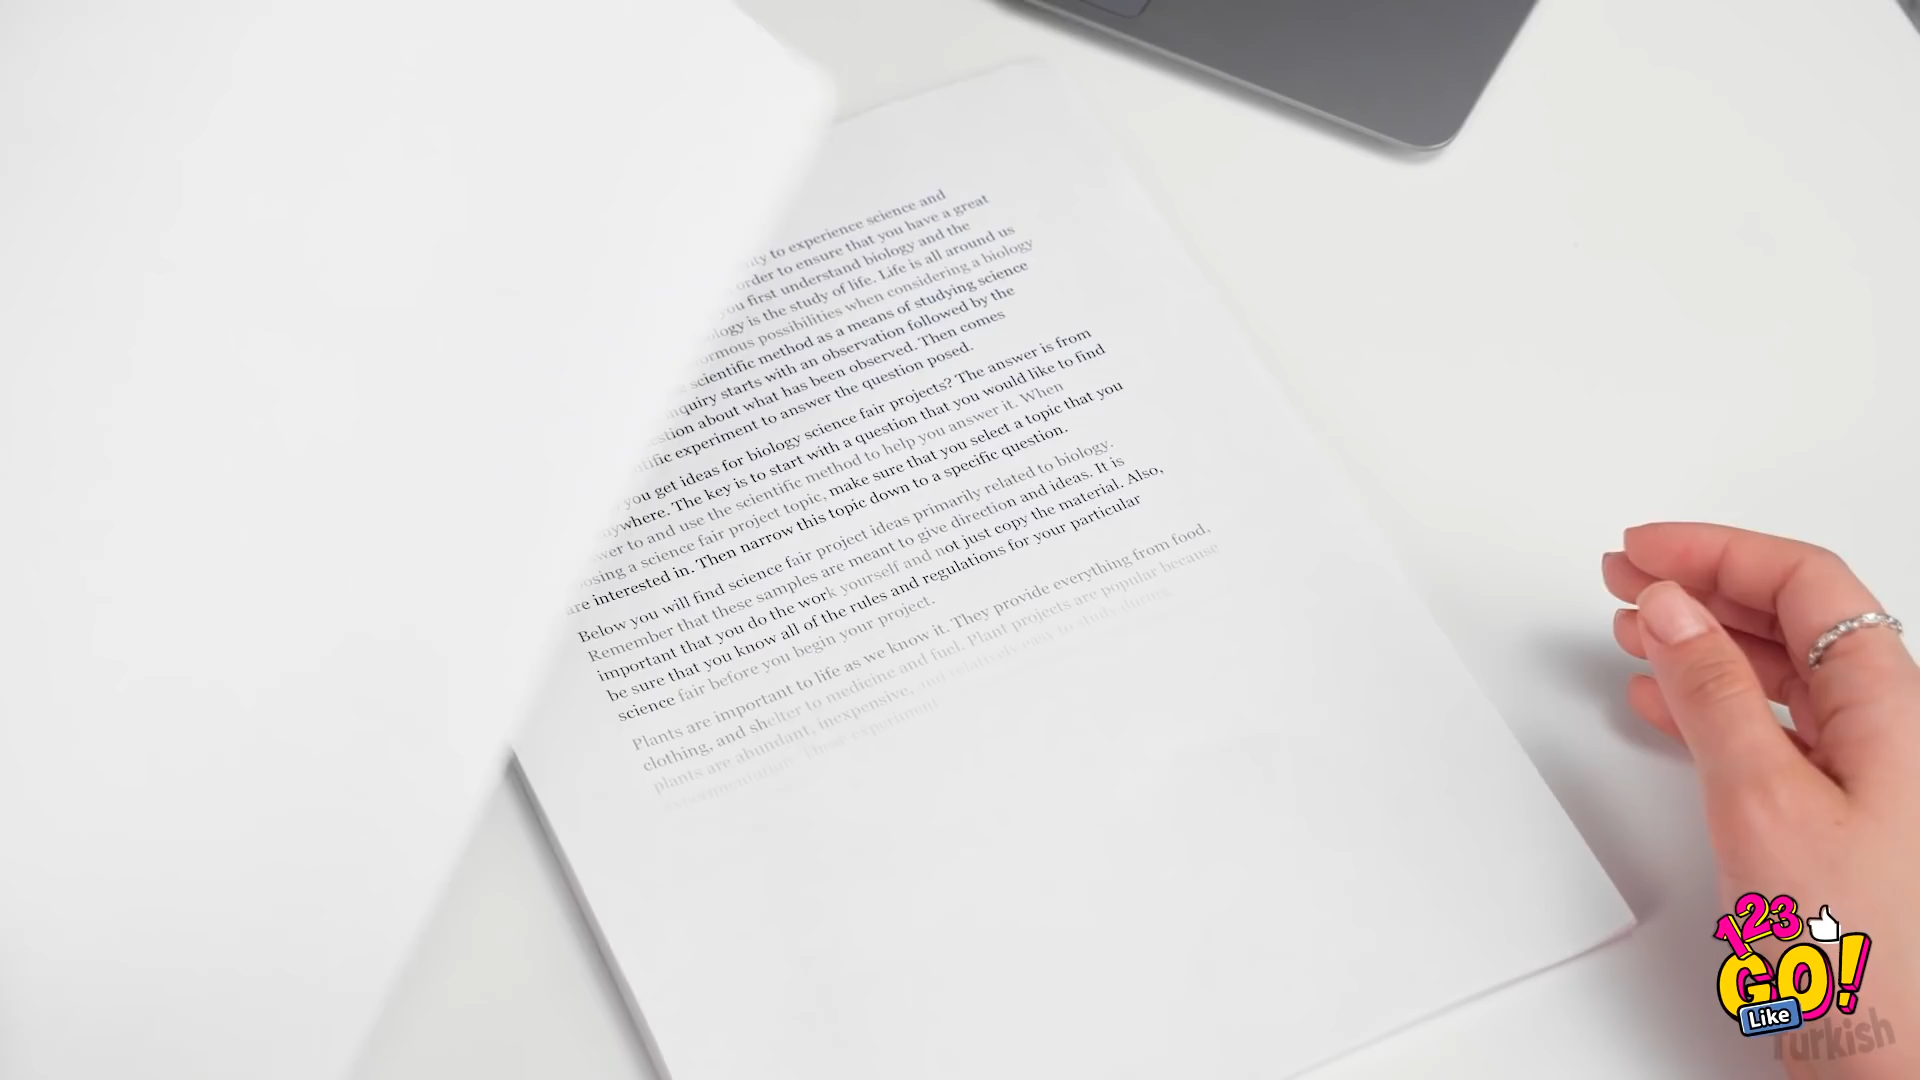 to experience science and
order to ensure that you have a great
you first understand biology and the
is the study of life. Life is all around us
possibilities when considering a biology
scientific method as a means of studying science
starts with an observation followed by the
about what has been observed. Then comes
experiment to answer the question posed.
you get ideas for biology science fair projects? The answer is from
The key is to start with a question that you would like to find
to and use the scientific method to help you answer it. When
a science fair project topic, make sure that you select a topic that you
are interested in. Then narrow this topic down to a specific question.
Below you will find science fair project ideas primarily related to biology.
Remember that these samples are meant to give direction and ideas. It is
important that you do the work yourself and not just copy the material. Also,
be sure that you know all of the rules and regulations for your particular
science fair before you begin your project.
Plants are important to life as we know it. They provide everything from food,
clothing, and shelter to medicine and fuel. Plant projects are popular because
plants are abundant, inexpensive, and relatively easy to study during
experimentation. These experiment
123
GO!
Like
Turkish